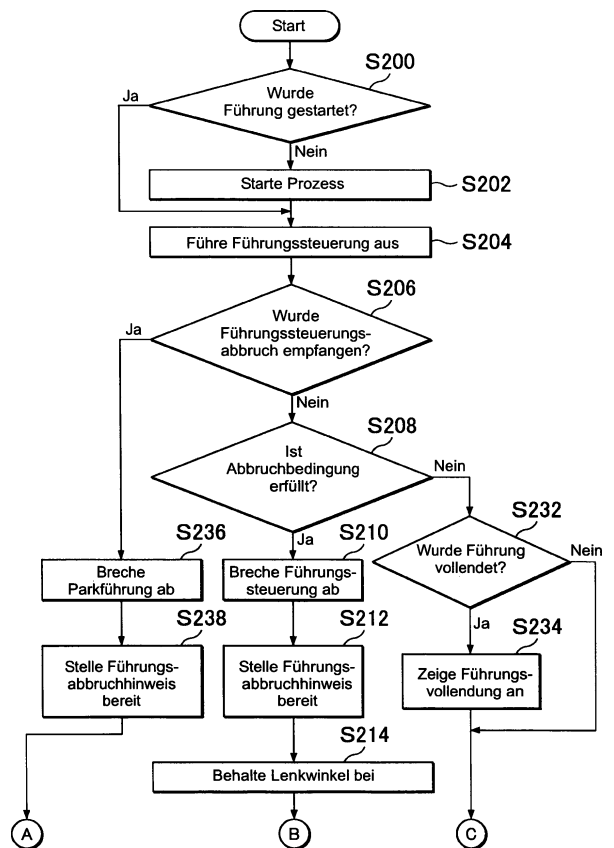 Start
S200
Wurde
Führung gestartet?
Ja
Nein
Starte Prozess
S202
Führe Führungssteuerung aus
S204
S206
Wurde
Führungssteuerungs-
abbruch empfangen?
Ja
Nein
S208
Ist
Abbruchbedingung
erfüllt?
Nein
Ja
S232
Wurde Führung
vollendet?
Nein
Ja
S236
Breche
Parkführung ab
S210
Breche Führungs-
steuerung ab
S238
Stelle Führungs-
abbruchhinweis
bereit
S212
Stelle Führungs-
abbruchhinweis
bereit
S234
Zeige Führungs-
vollendung an
S214
Behalte Lenkwinkel bei
A
B
C